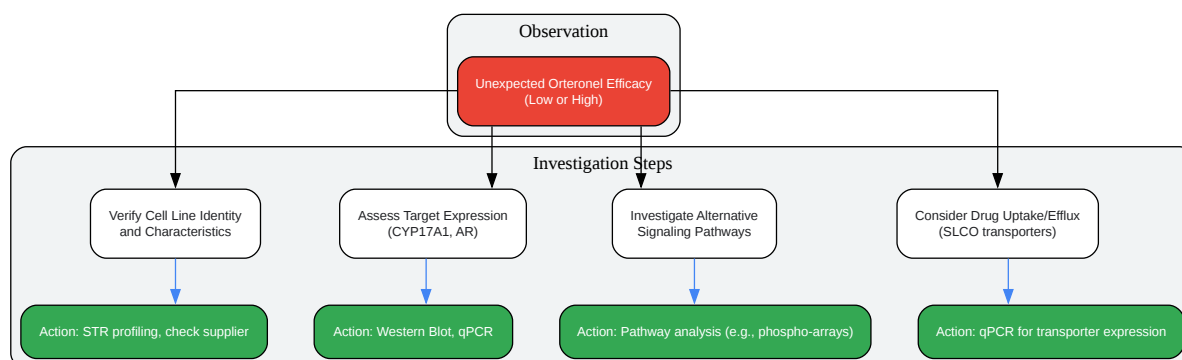 Observation
Unexpected Orteronel Efficacy
(Low or High)
Investigation Steps
Verify Cell Line Identity
and Characteristics
Assess Target Expression
(CYP17A1, AR)
Investigate Alternative
Signaling Pathways
Consider Drug Uptake/Efflux
(SLCO transporters)
Action: STR profiling, check supplier
Action: Western Blot, qPCR
Action: Pathway analysis (e.g., phospho-arrays)
Action: qPCR for transporter expression